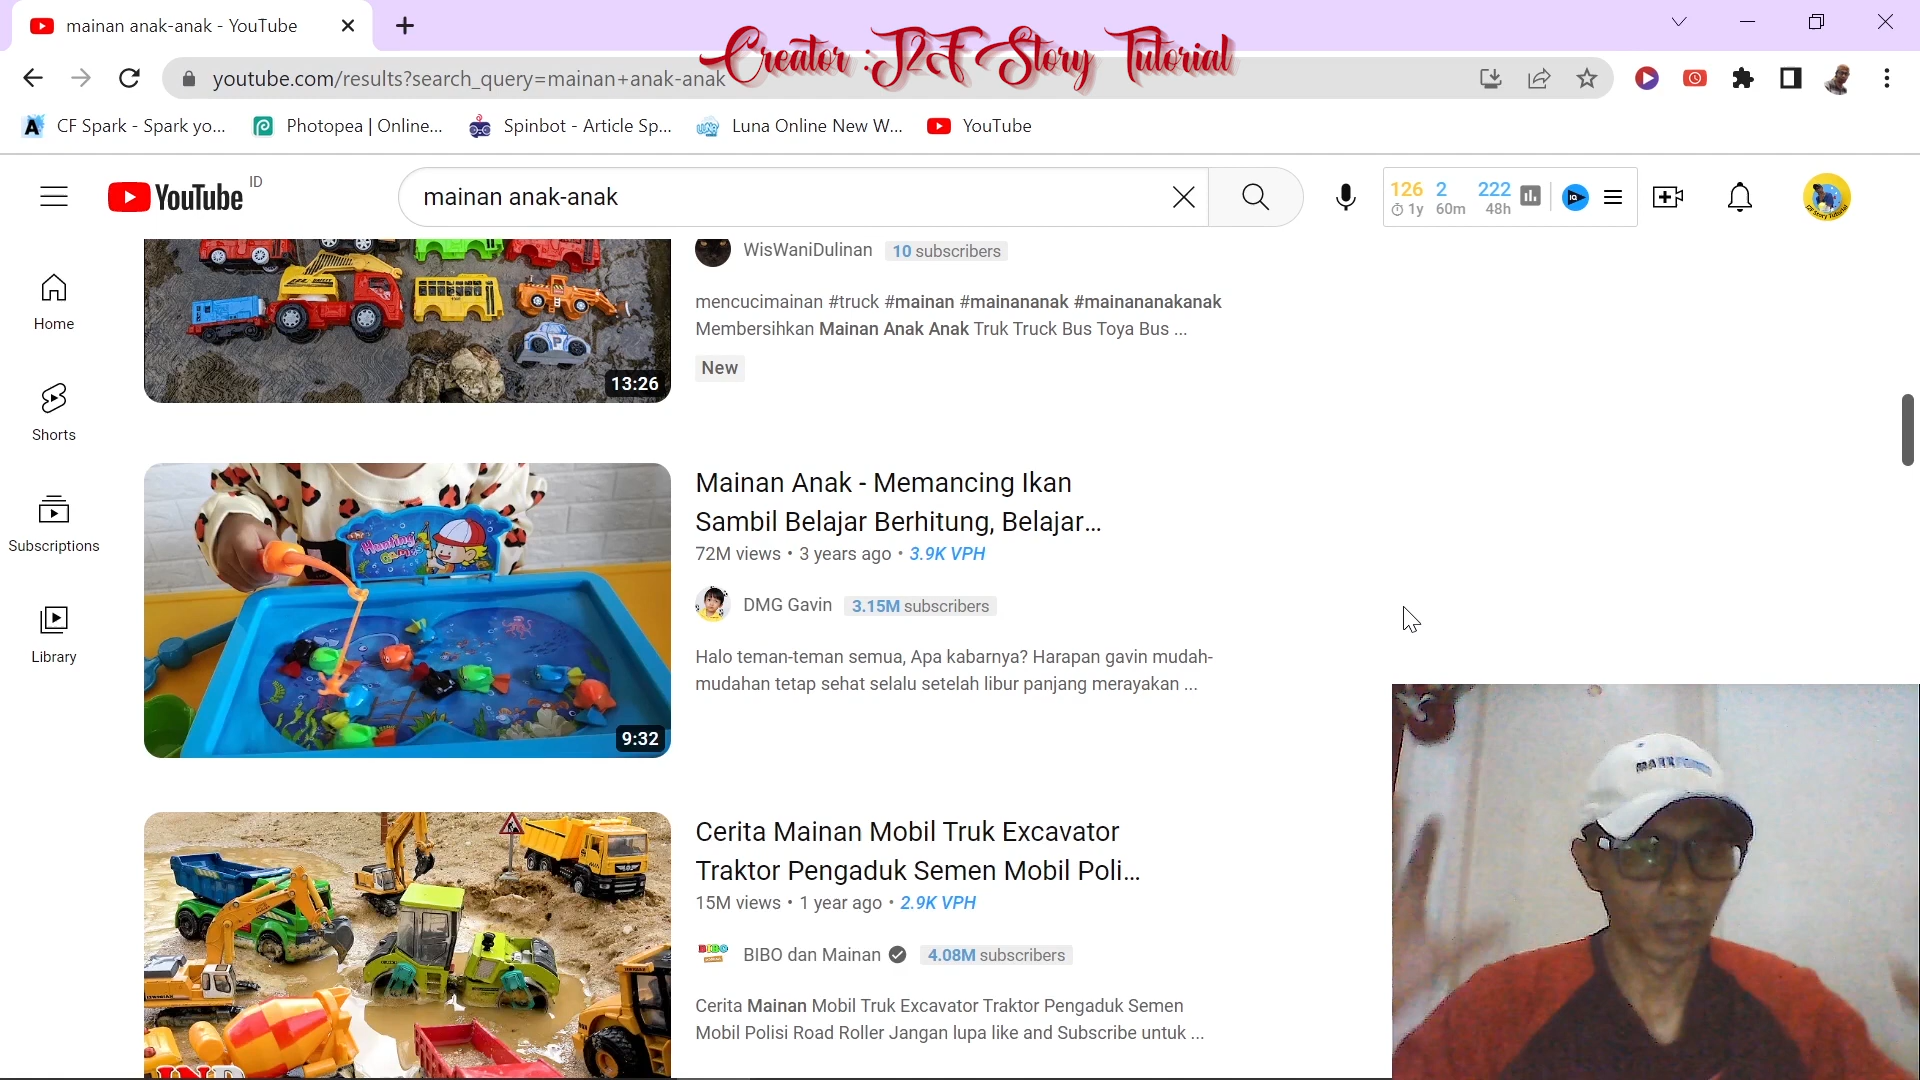 mainan anak-anak - YouTube
Creator : J2F Story Tutorial
youtube.com/results?search_query=mainan+anak-anak
CF Spark - Spark yo...
Photopea | Online...
Spinbot - Article Sp...
Luna Online New W...
YouTube
YouTube ID
mainan anak-anak
126 2 222
1y 60m 48h
IQ
WisWaniDulinan 10 subscribers
mencucimainan #truck #mainan #mainananak #mainananakanak
Membersihkan Mainan Anak Anak Truk Truck Bus Toya Bus ...
New
13:26
Home
Shorts
Subscriptions
Library
Mainan Anak - Memancing Ikan
Sambil Belajar Berhitung, Belajar...
72M views • 3 years ago • 3.9K VPH
DMG Gavin 3.15M subscribers
Halo teman-teman semua, Apa kabarnya? Harapan gavin mudah-
mudahan tetap sehat selalu setelah libur panjang merayakan ...
Hunting
Game
9:32
Cerita Mainan Mobil Truk Excavator
Traktor Pengaduk Semen Mobil Poli...
15M views • 1 year ago • 2.9K VPH
BIBO dan Mainan 4.08M subscribers
Cerita Mainan Mobil Truk Excavator Traktor Pengaduk Semen
Mobil Polisi Road Roller Jangan lupa like and Subscribe untuk ...